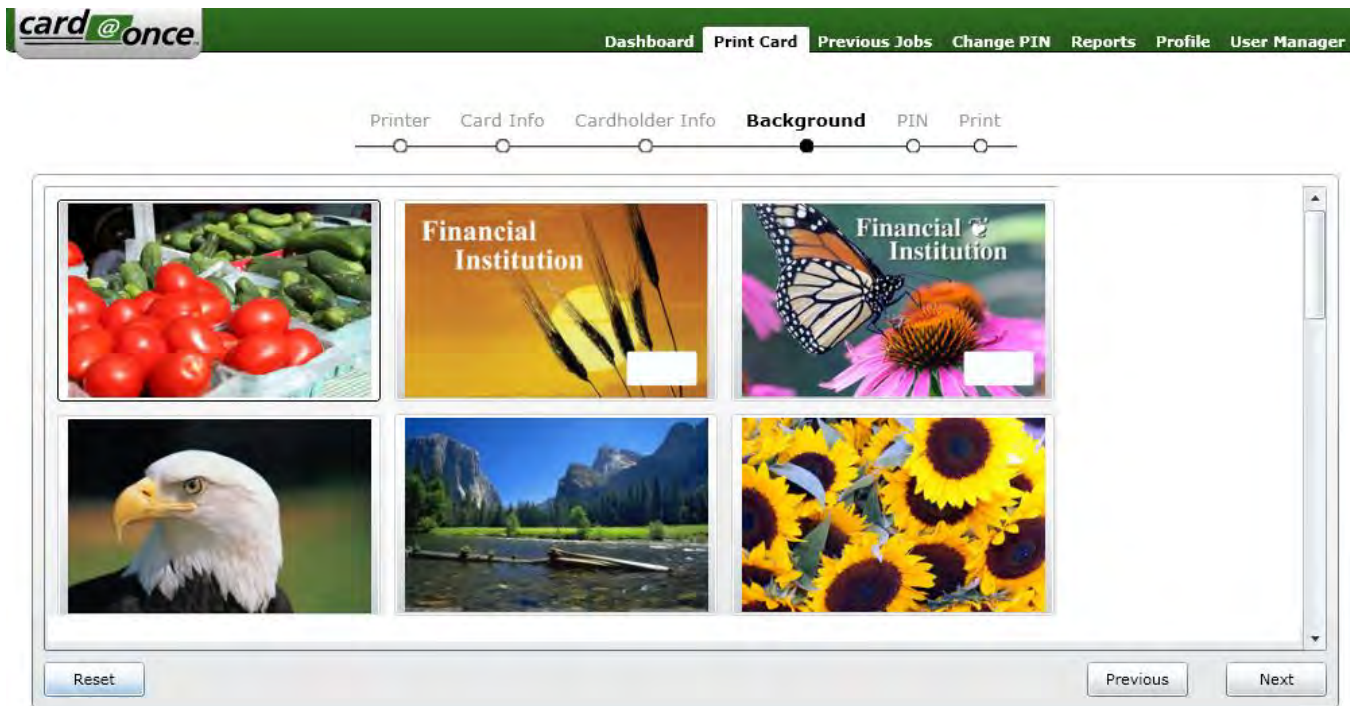 card @ once
Dashboard Print Card Previous Jobs Change PIN Reports Profile User Manager
Printer Card Info Cardholder Info Background PIN Print
Financial
Institution
Financial
Institution
Reset Previous Next